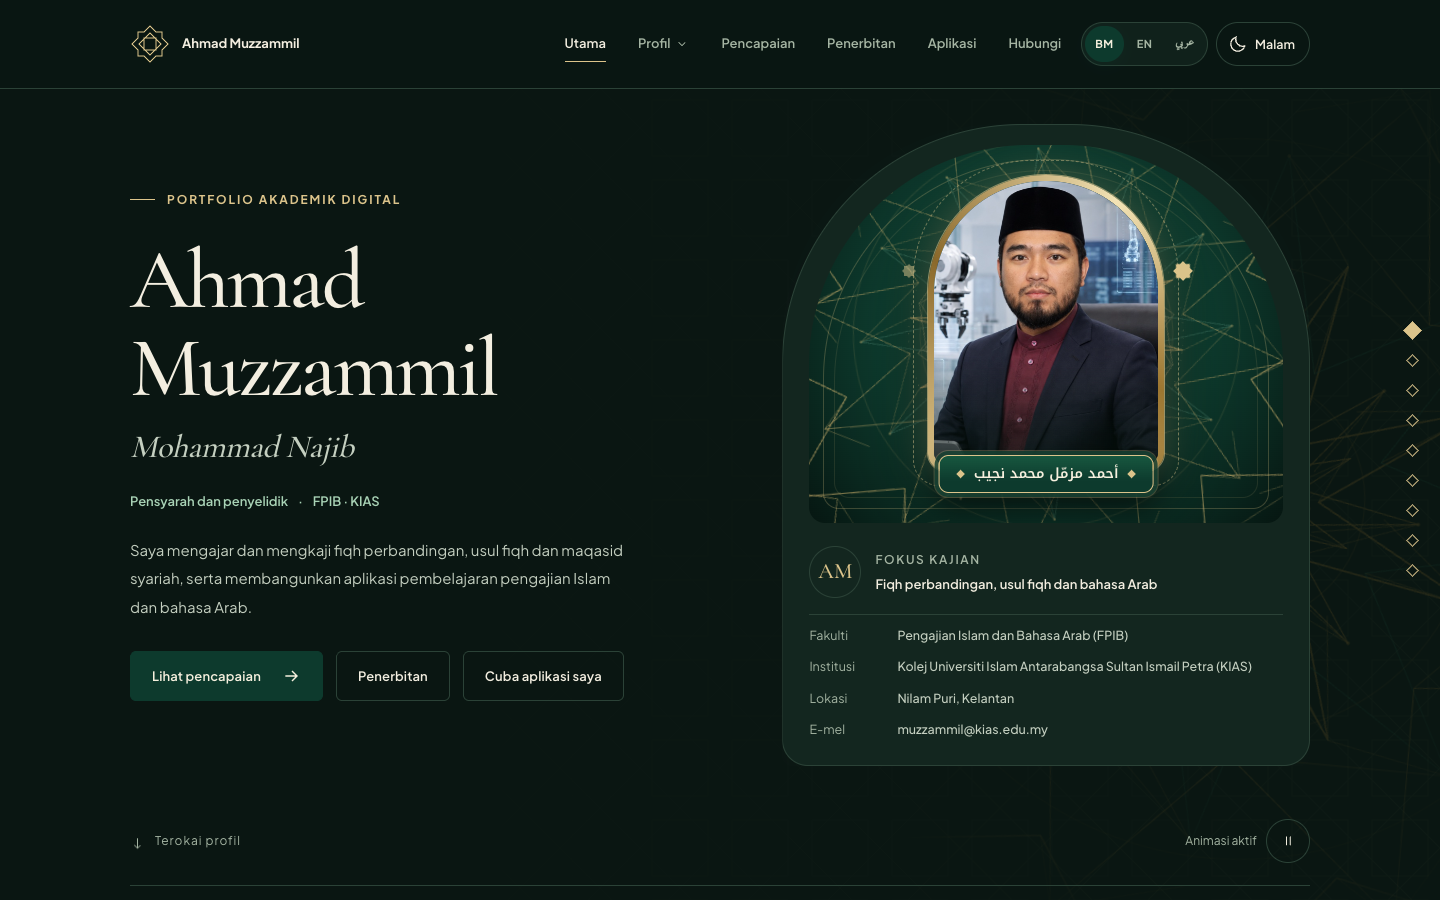 Ahmad Muzzammil
Utama
Profil
Pencapaian
Penerbitan
Aplikasi
Hubungi
BM
EN
عربي
Malam
PORTFOLIO AKADEMIK DIGITAL
Ahmad
Muzzammil
Mohammad Najib
Pensyarah dan penyelidik · FPIB · KIAS
Saya mengajar dan mengkaji fiqh perbandingan, usul fiqh dan maqasid
syariah, serta membangunkan aplikasi pembelajaran pengajian Islam
dan bahasa Arab.
Lihat pencapaian →
Penerbitan
Cuba aplikasi saya
أحمد مزمّل محمد نجيب
AM
FOKUS KAJIAN
Fiqh perbandingan, usul fiqh dan bahasa Arab
Fakulti Pengajian Islam dan Bahasa Arab (FPIB)
Institusi Kolej Universiti Islam Antarabangsa Sultan Ismail Petra (KIAS)
Lokasi Nilam Puri, Kelantan
E-mel muzzammil@kias.edu.my
↓ Terokai profil
Animasi aktif